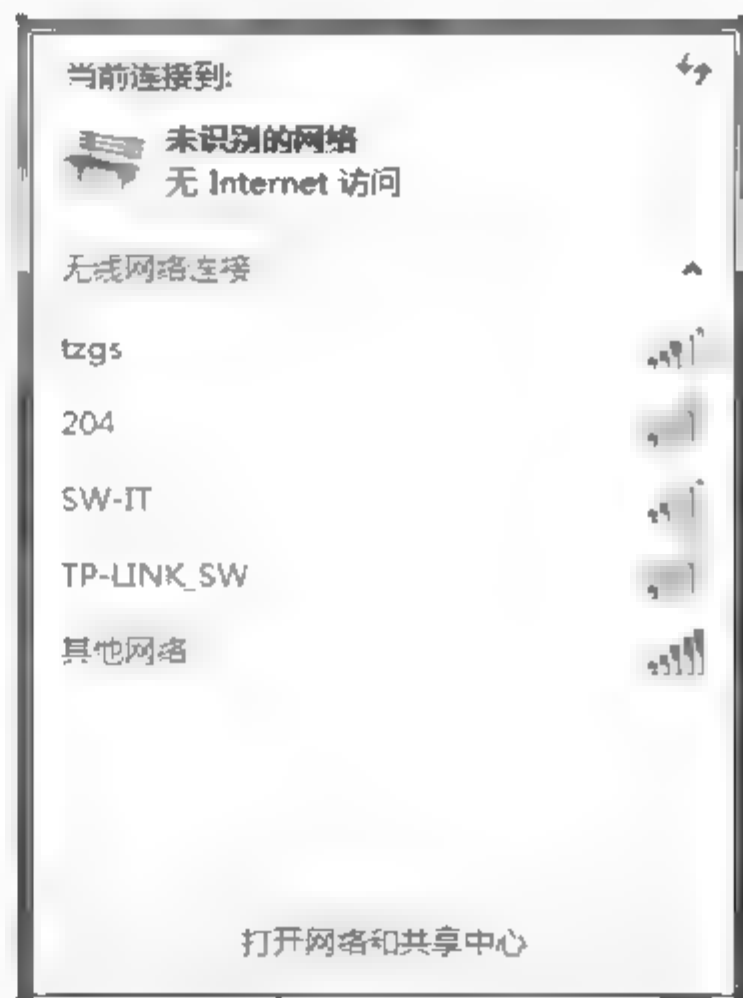 当前连接到:
未识别的网络
无 Internet 访问
无线网络连接
tzgs
204
SW-IT
TP-LINK_SW
其他网络
打开网络和共享中心